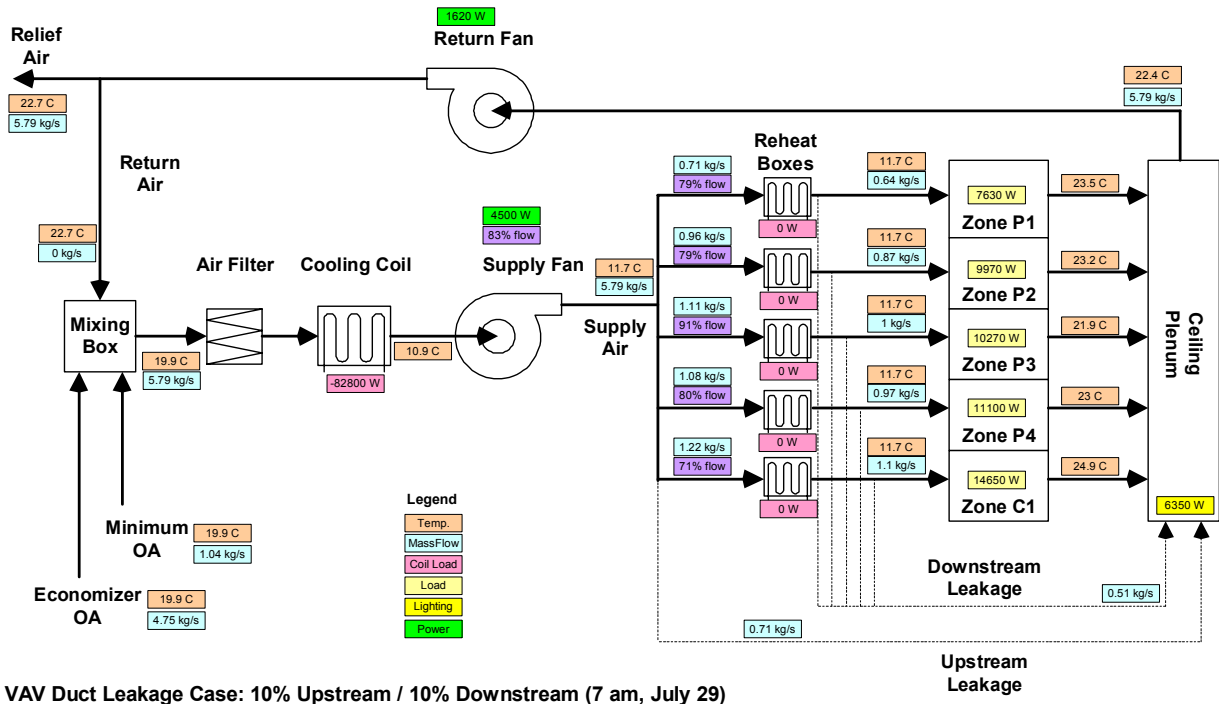 1620 W
Return Fan
Relief
Air
22.7 C
5.79 kg/s
22.4 C
5.79 kg/s
Return
Air
22.7 C
0 kg/s
Reheat
Boxes
0.71 kg/s
79% flow
11.7 C
0.64 kg/s
7630 W
Zone P1
23.5 C
0 W
4500 W
83% flow
0.96 kg/s
79% flow
11.7 C
0.87 kg/s
9970 W
Zone P2
23.2 C
0 W
Air Filter
Cooling Coil
Supply Fan
11.7 C
5.79 kg/s
Supply
Air
Mixing
Box
19.9 C
5.79 kg/s
-82800 W
10.9 C
1.11 kg/s
91% flow
11.7 C
1 kg/s
10270 W
Zone P3
21.9 C
0 W
Ceiling
Plenum
1.08 kg/s
80% flow
11.7 C
0.97 kg/s
11100 W
Zone P4
23 C
0 W
1.22 kg/s
71% flow
11.7 C
1.1 kg/s
14650 W
Zone C1
24.9 C
0 W
6350 W
Minimum
OA
19.9 C
1.04 kg/s
Economizer
OA
19.9 C
4.75 kg/s
Legend
Temp.
MassFlow
Coil Load
Load
Lighting
Power
Downstream
Leakage
0.51 kg/s
0.71 kg/s
Upstream
Leakage
VAV Duct Leakage Case: 10% Upstream / 10% Downstream (7 am, July 29)